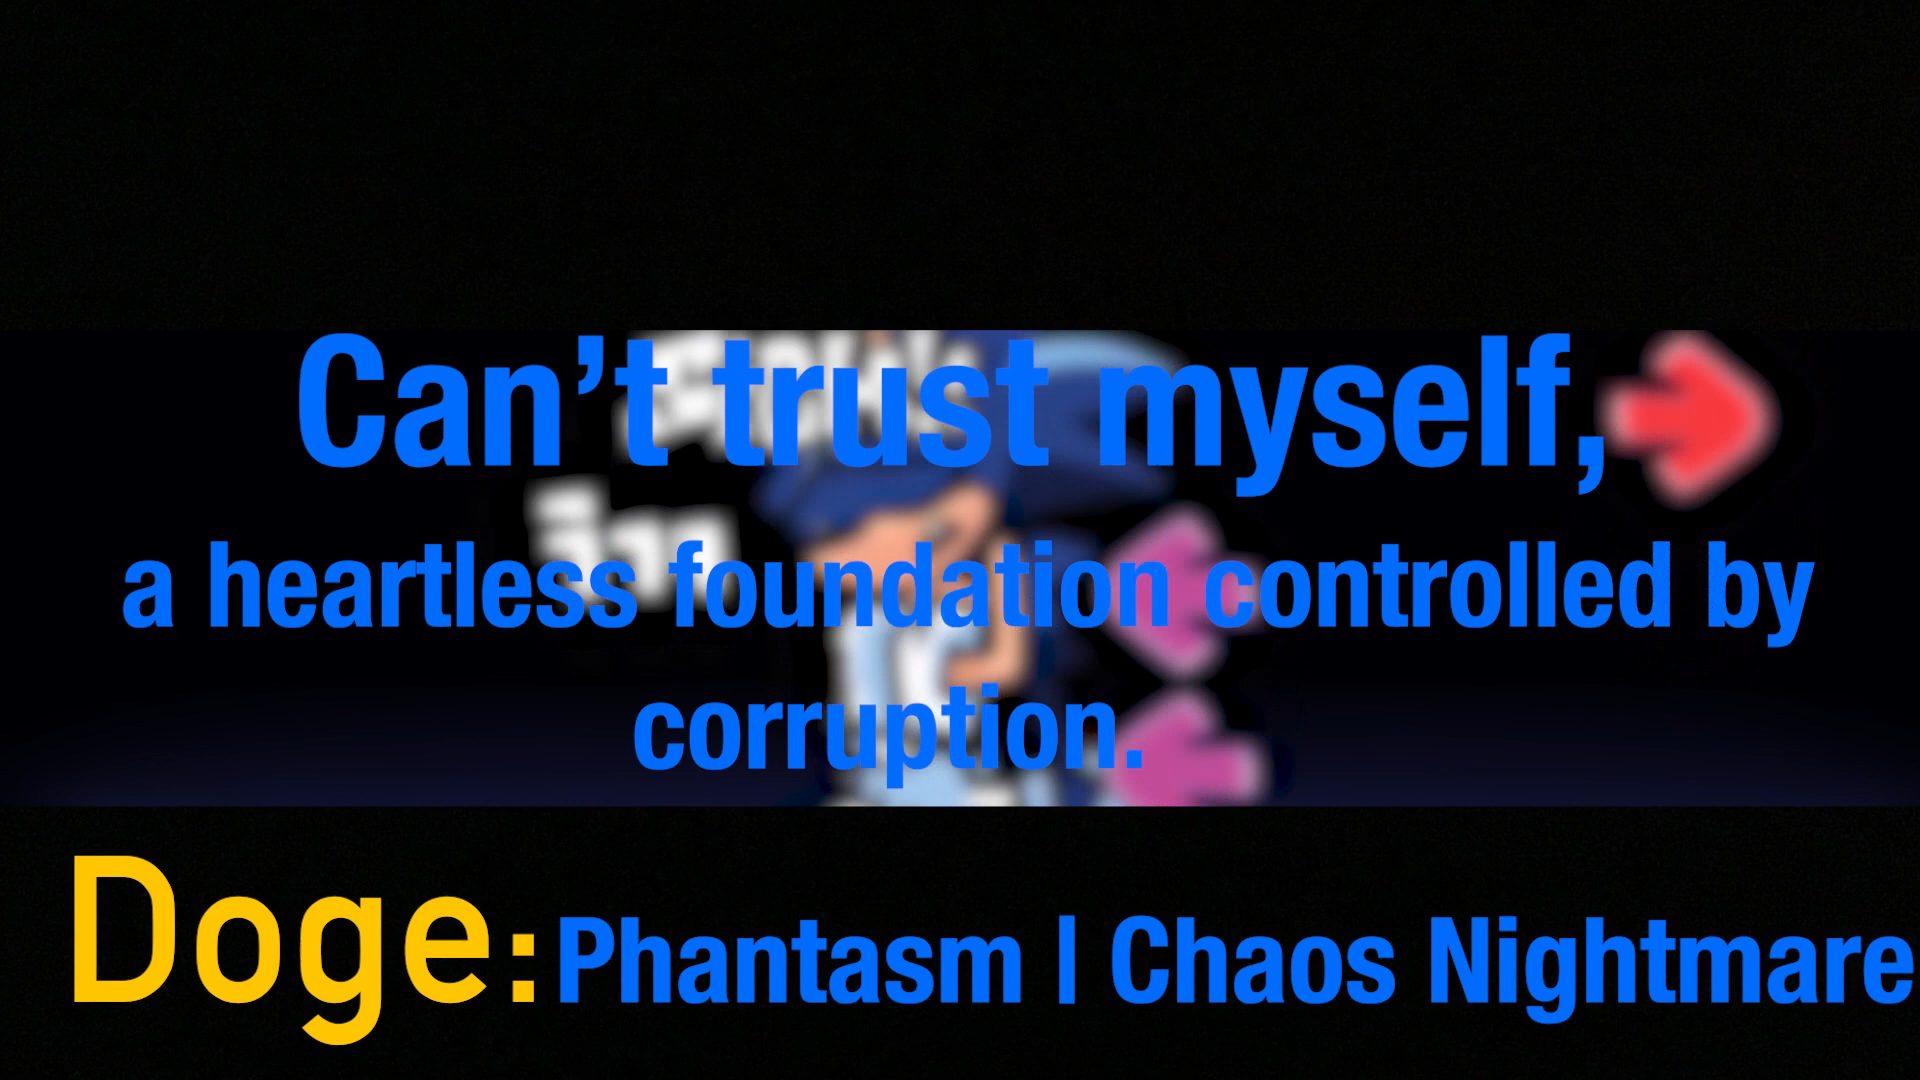 Can’t trust myself,
a heartless foundation controlled by
corruption.
Doge: Phantasm | Chaos Nightmare